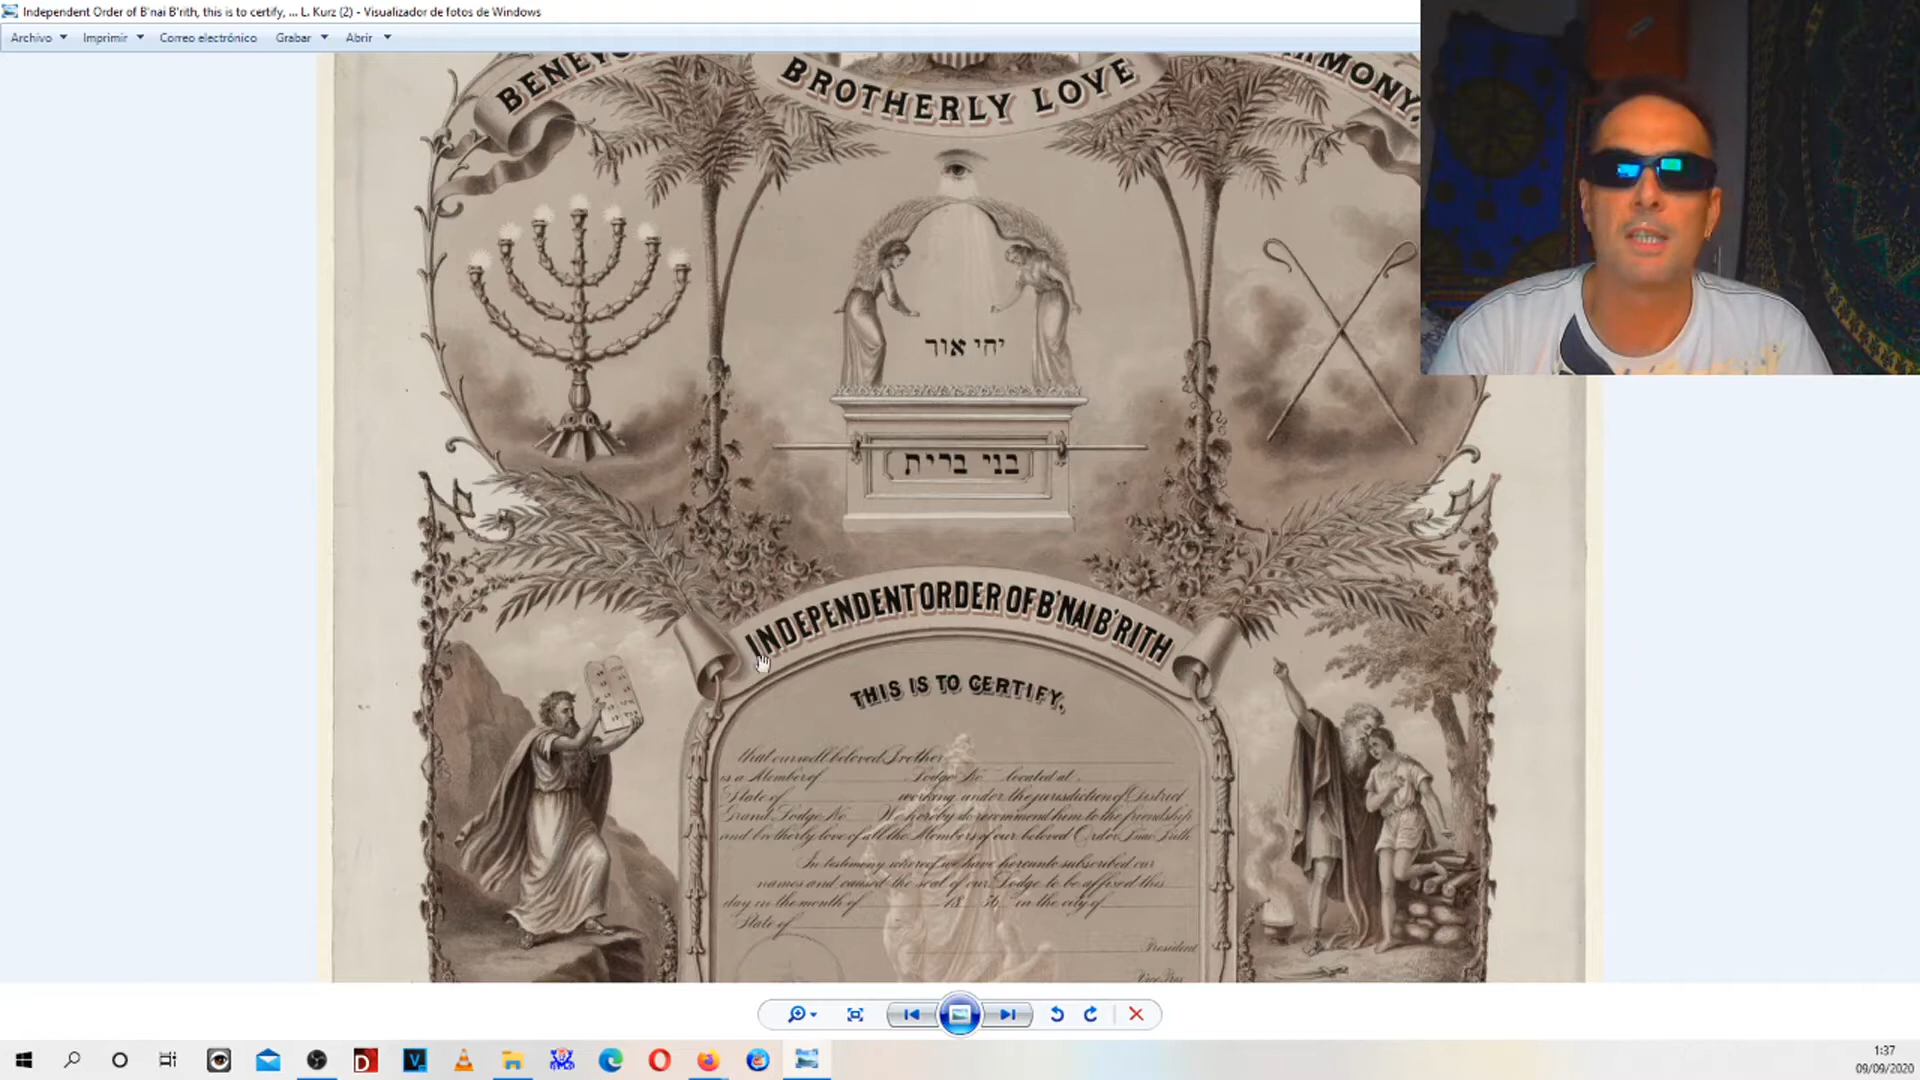 Independent Order of B'nai B'rith, this is to certify, ... L. Kurz (2) - Visualizador de fotos de Windows
Archivo Imprimir Correo electrónico Grabar Abrir
BROTHERLY LOVE
יחי אור
בני ברית
INDEPENDENT ORDER OF B'NAI B'RITH
THIS IS TO CERTIFY,
that our well beloved Brother
is a Member of Lodge No located at
State of working under the jurisdiction of District
Grand Lodge No We hereby do recommend him to the friendship
and brotherly love of all the Members of our beloved Order
In testimony whereof we have hereunto subscribed our
names and caused the seal of our Lodge to be affixed this
day in the month of 18 in the city of
State of
President
Vice Pres
1:37
09/09/2020